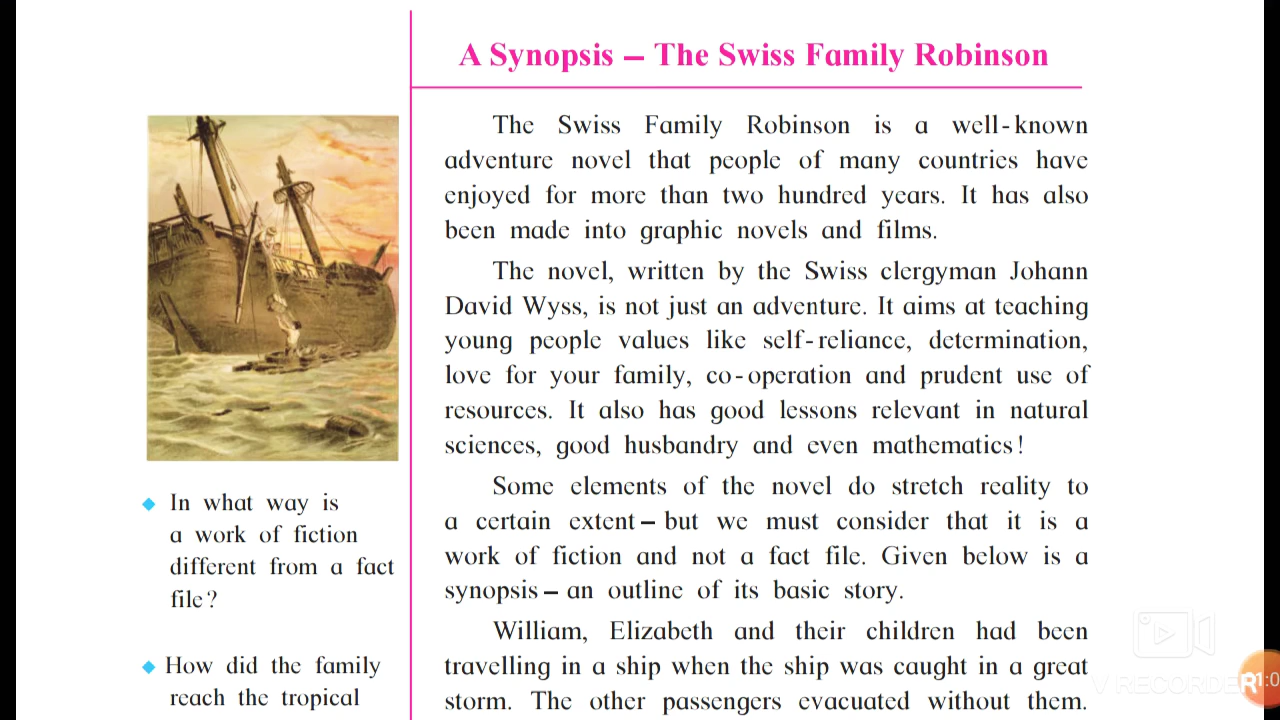 A Synopsis – The Swiss Family Robinson
The Swiss Family Robinson is a well-known
adventure novel that people of many countries have
enjoyed for more than two hundred years. It has also
been made into graphic novels and films.
The novel, written by the Swiss clergyman Johann
David Wyss, is not just an adventure. It aims at teaching
young people values like self-reliance, determination,
love for your family, co-operation and prudent use of
resources. It also has good lessons relevant in natural
sciences, good husbandry and even mathematics!
Some elements of the novel do stretch reality to
a certain extent – but we must consider that it is a
work of fiction and not a fact file. Given below is a
synopsis – an outline of its basic story.
William, Elizabeth and their children had been
travelling in a ship when the ship was caught in a great
storm. The other passengers evacuated without them.
In what way is
a work of fiction
different from a fact
file?
How did the family
reach the tropical
V RECORDER